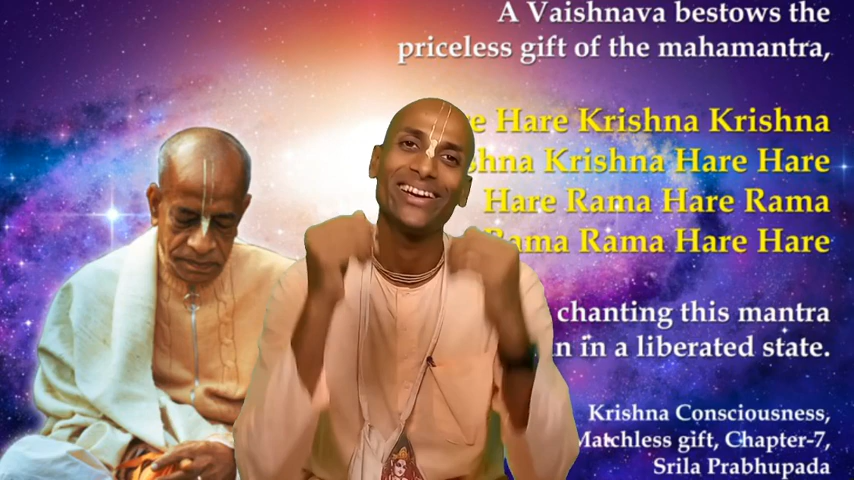 A Vaishnava bestows the
priceless gift of the mahamantra,
Hare Krishna Krishna
Krishna Hare Hare
Hare Rama Hare Rama
Rama Rama Hare Hare
chanting this mantra
in a liberated state.
Krishna Consciousness,
Matchless gift, Chapter-7,
Srila Prabhupada